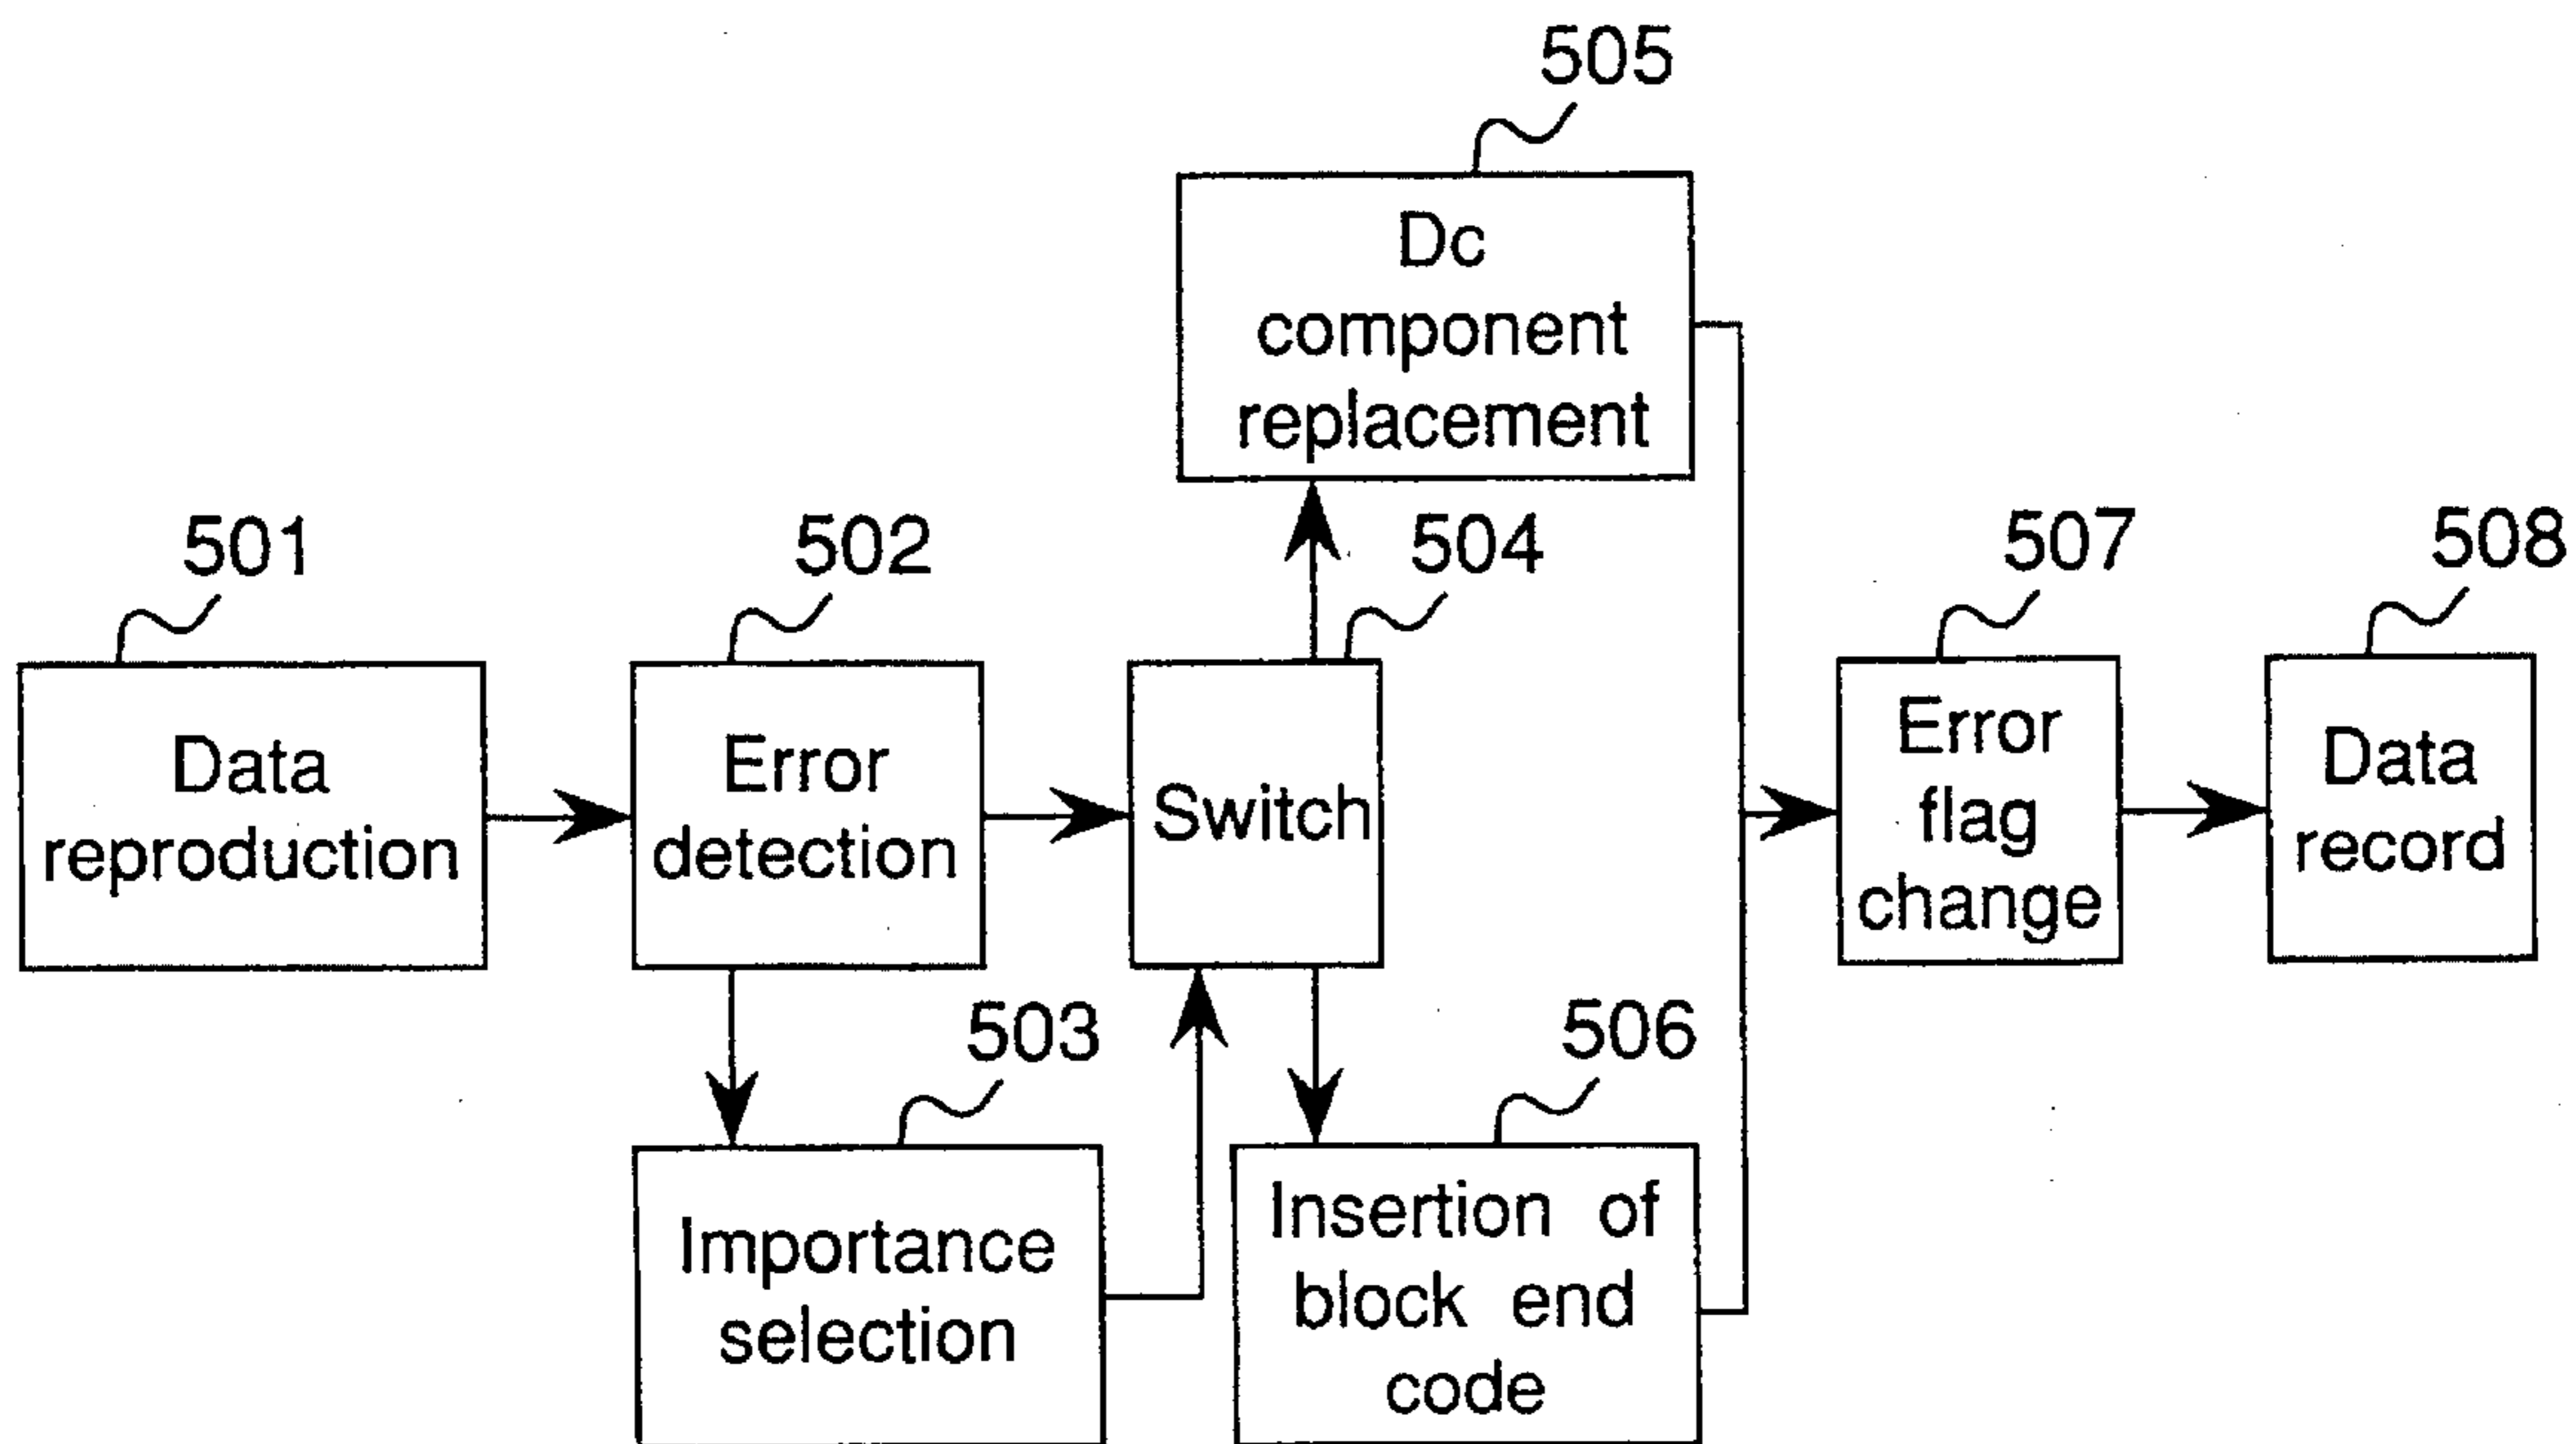 505
Dc
component
replacement
501
502
504
507
508
Data
reproduction
Error
detection
Switch
Error
flag
change
Data
record
503
506
Importance
selection
Insertion of
block end
code